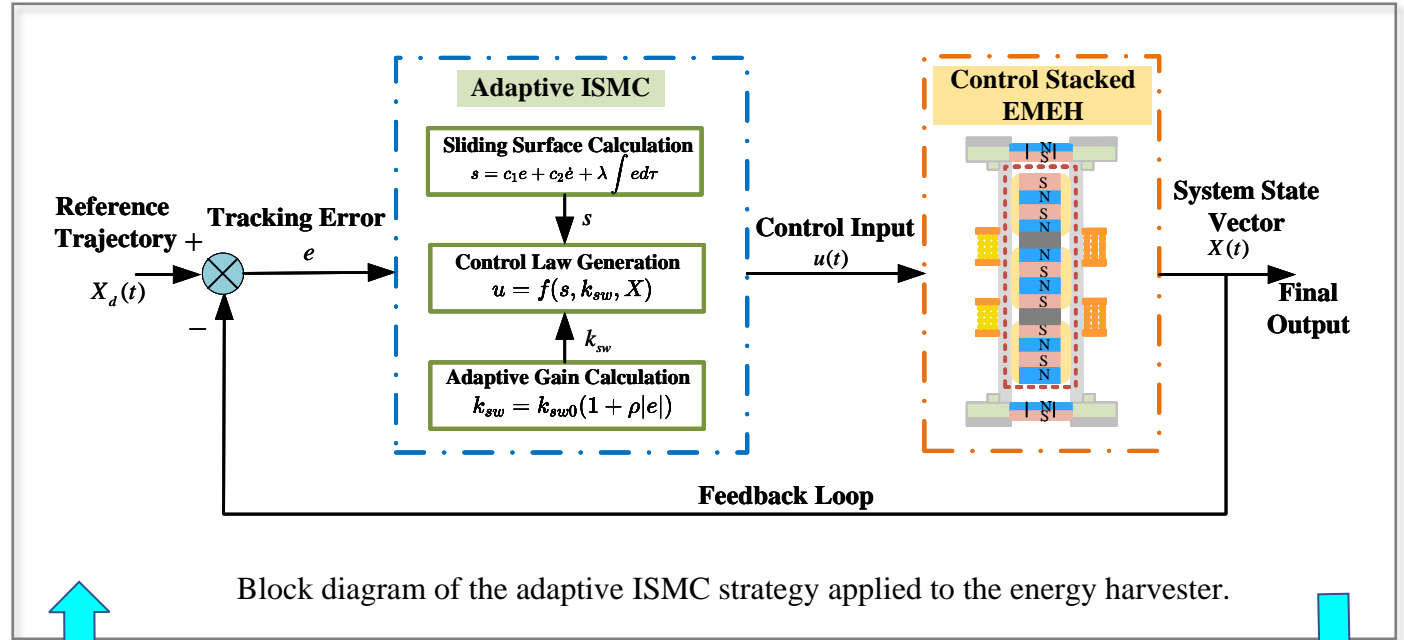 Adaptive ISMC
Sliding Surface Calculation
s = c₁e + c₂ė + λ ∫ edτ
s
Control Law Generation
u = f(s, k_sw, X)
k_sw
Adaptive Gain Calculation
k_sw = k_sw0(1 + ρ|e|)
Reference
Trajectory
+
X_d(t)
−
Tracking Error
e
Control Input
u(t)
Control Stacked
EMEH
N
S
S
N
S
N
N
S
N
S
S
N
S
N
N
S
System State
Vector
X(t)
Final
Output
Feedback Loop
Block diagram of the adaptive ISMC strategy applied to the energy harvester.